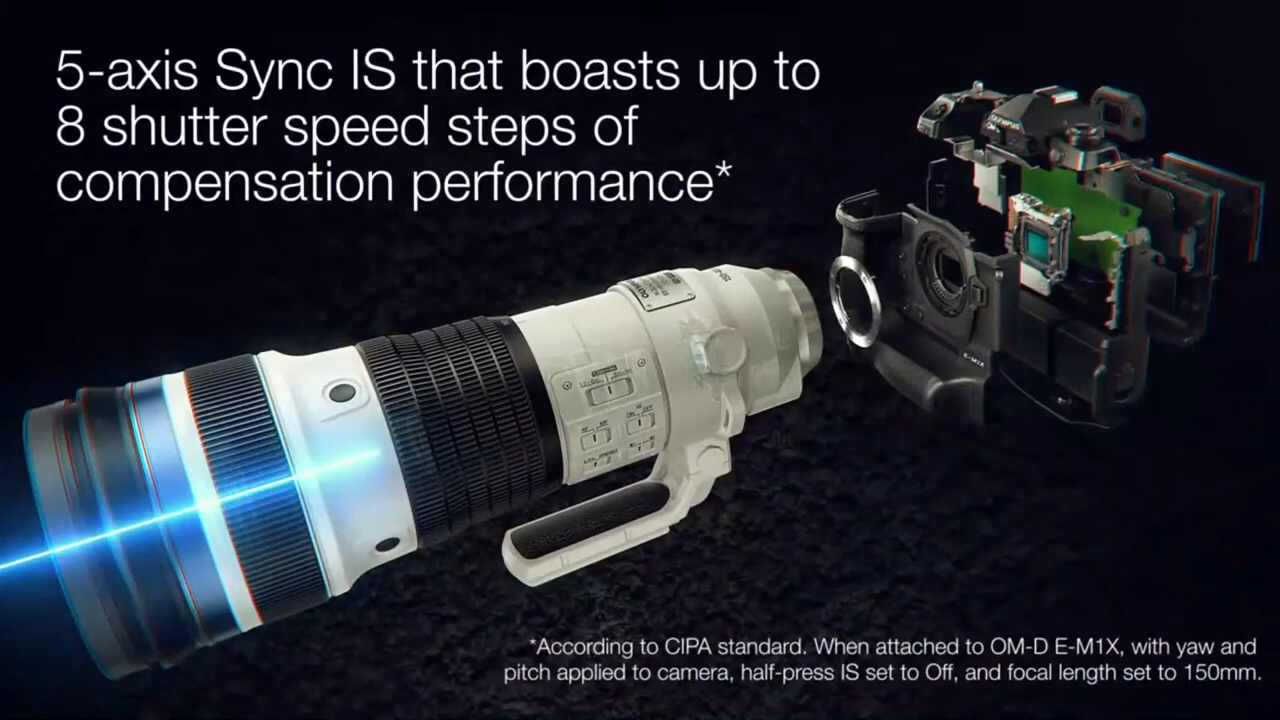 5-axis Sync IS that boasts up to
8 shutter speed steps of
compensation performance*
OLYMPUS
E-M1X
*According to CIPA standard. When attached to OM-D E-M1X, with yaw and
pitch applied to camera, half-press IS set to Off, and focal length set to 150mm.